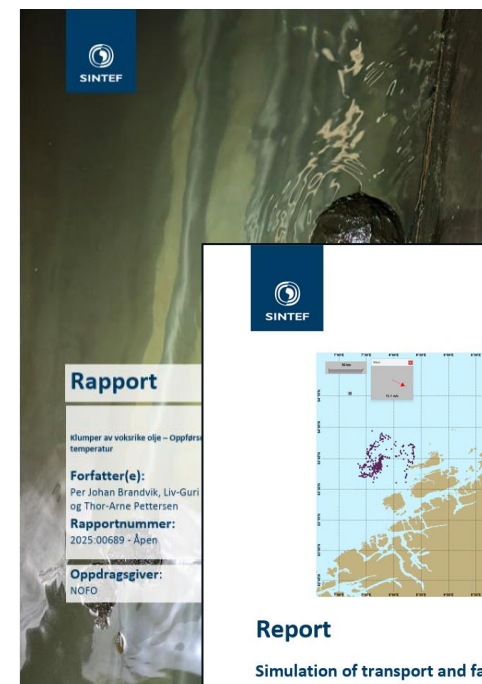 SINTEF
Rapport
Klumper av voksrike olje – Oppførs
temperatur
Forfatter(e):
Per Johan Brandvik, Liv-Guri
og Thor-Arne Pettersen
Rapportnummer:
2025:00689 - Åpen
Oppdragsgiver:
NOFO
SINTEF
Report
Simulation of transport and fa